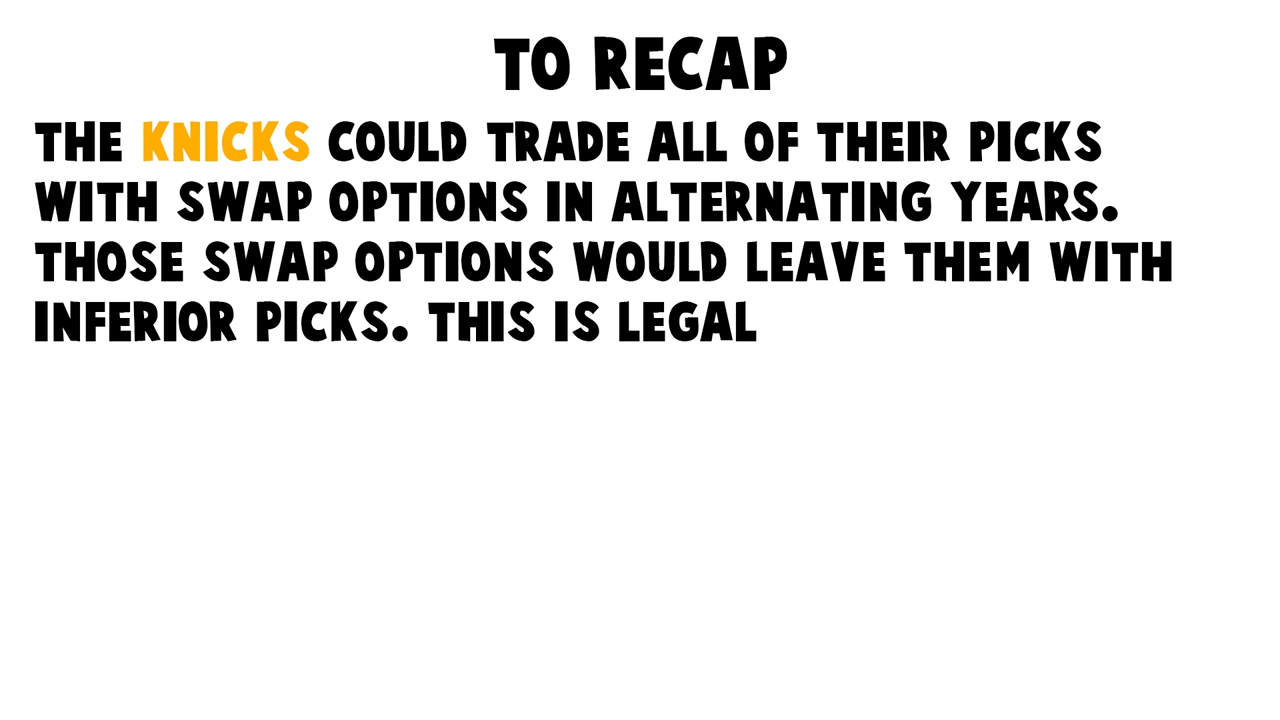 TO RECAP
THE KNICKS COULD TRADE ALL OF THEIR PICKS
WITH SWAP OPTIONS IN ALTERNATING YEARS.
THOSE SWAP OPTIONS WOULD LEAVE THEM WITH
INFERIOR PICKS. THIS IS LEGAL